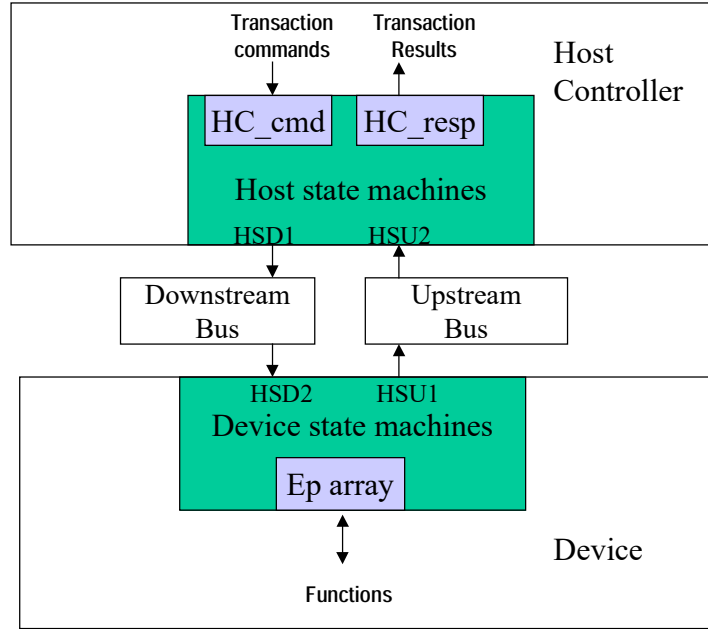 Transaction
commands
Transaction
Results
Host
Controller
HC_cmd
HC_resp
Host state machines
HSD1
HSU2
Downstream
Bus
Upstream
Bus
HSD2
HSU1
Device state machines
Ep array
Device
Functions